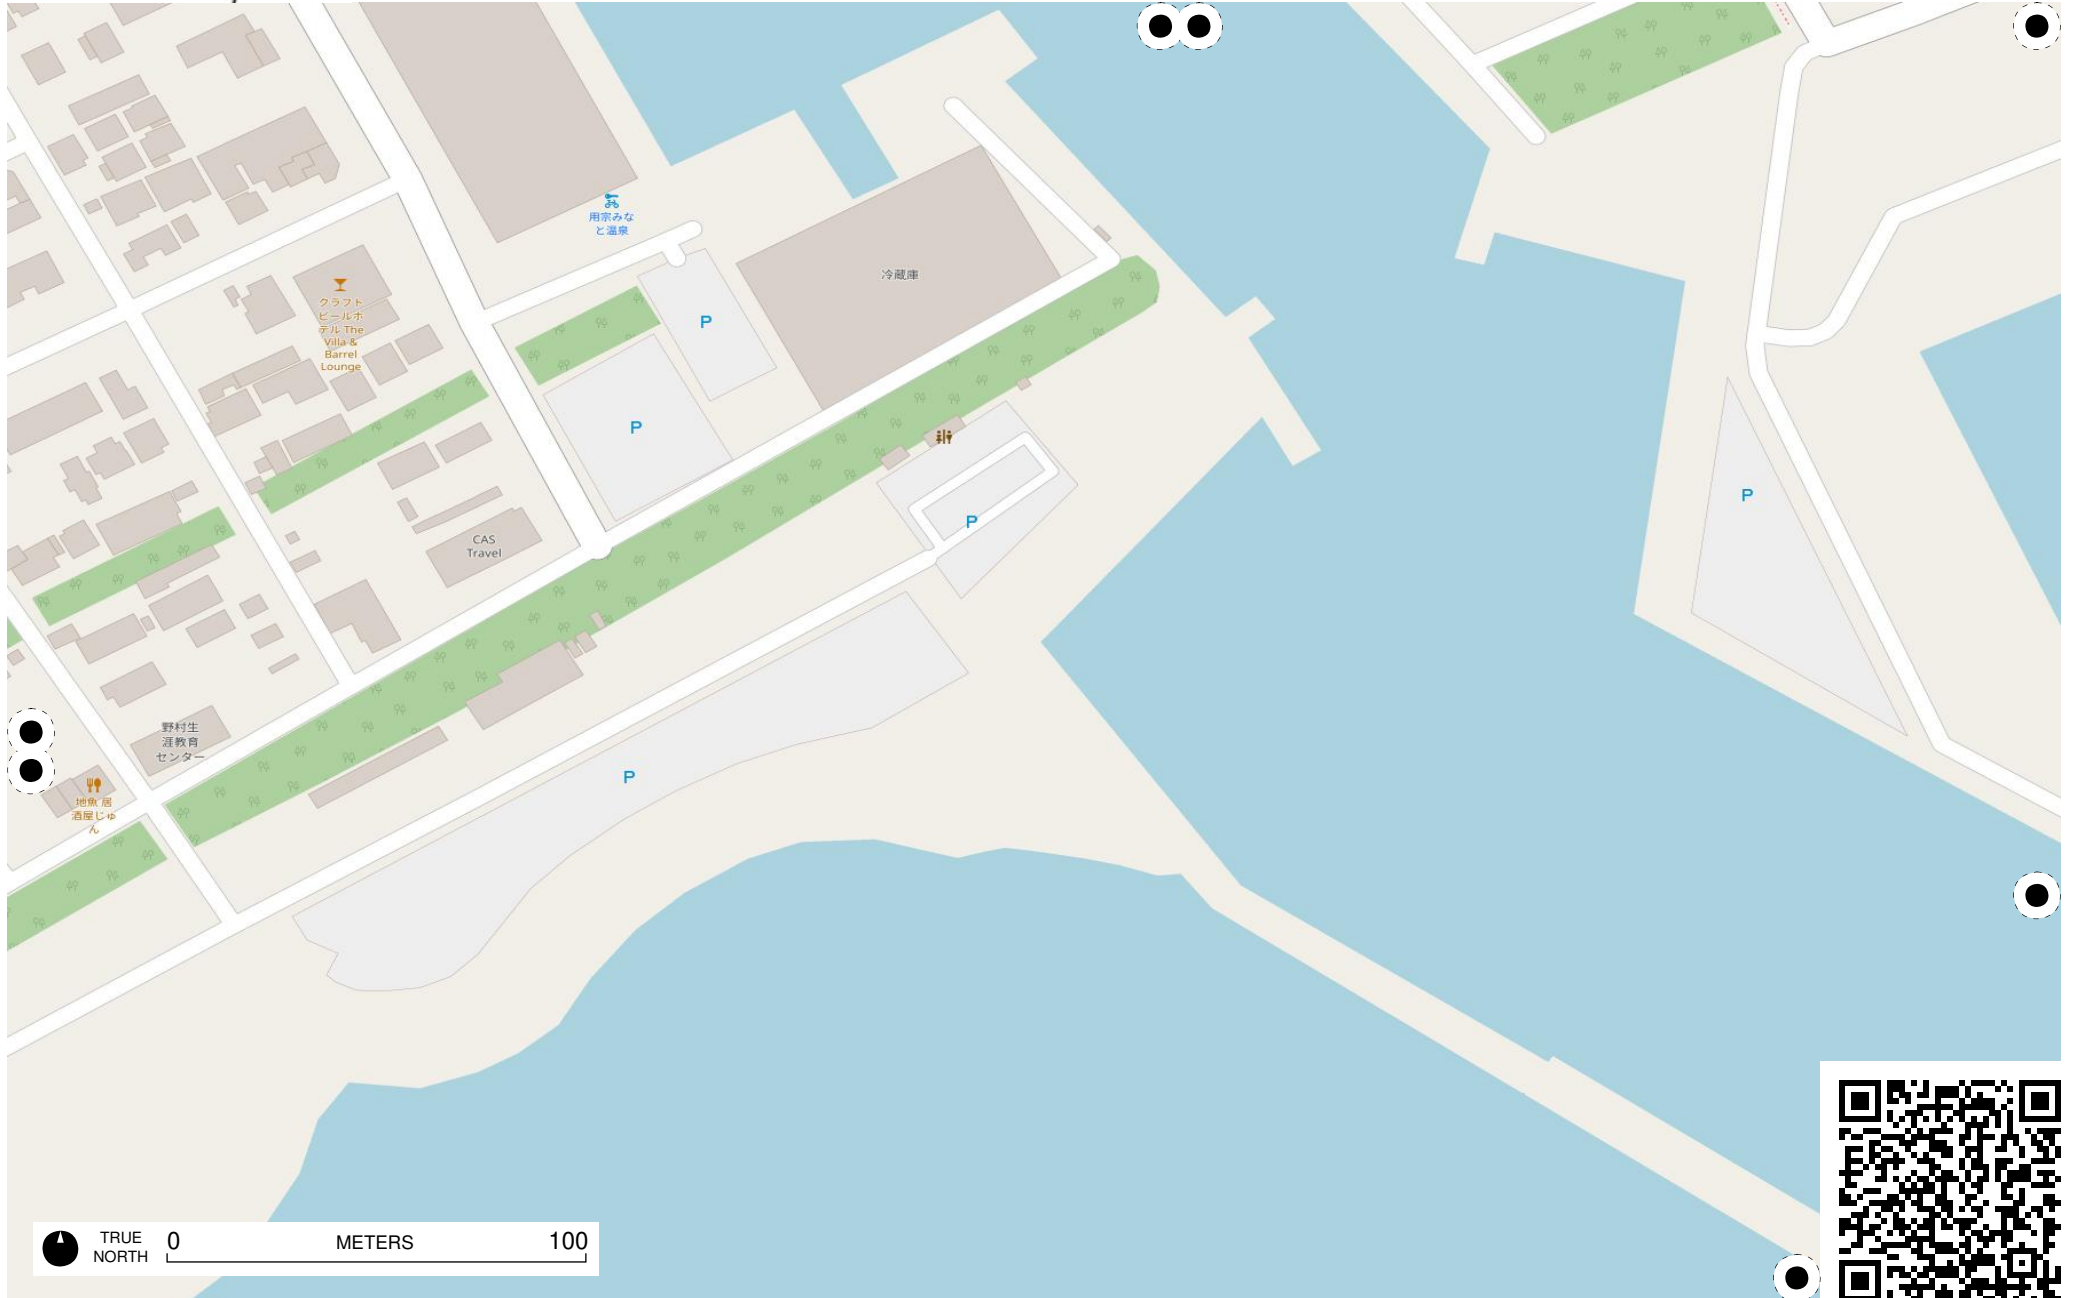 用宗みな
と温泉
冷蔵庫
クラフト
ビールホ
テル The
Villa &
Barrel
Lounge
P
P
P
P
CAS
Travel
野村生
涯教育
センター
P
地魚 居
酒屋じゅ
ん
TRUE
NORTH
0 METERS 100